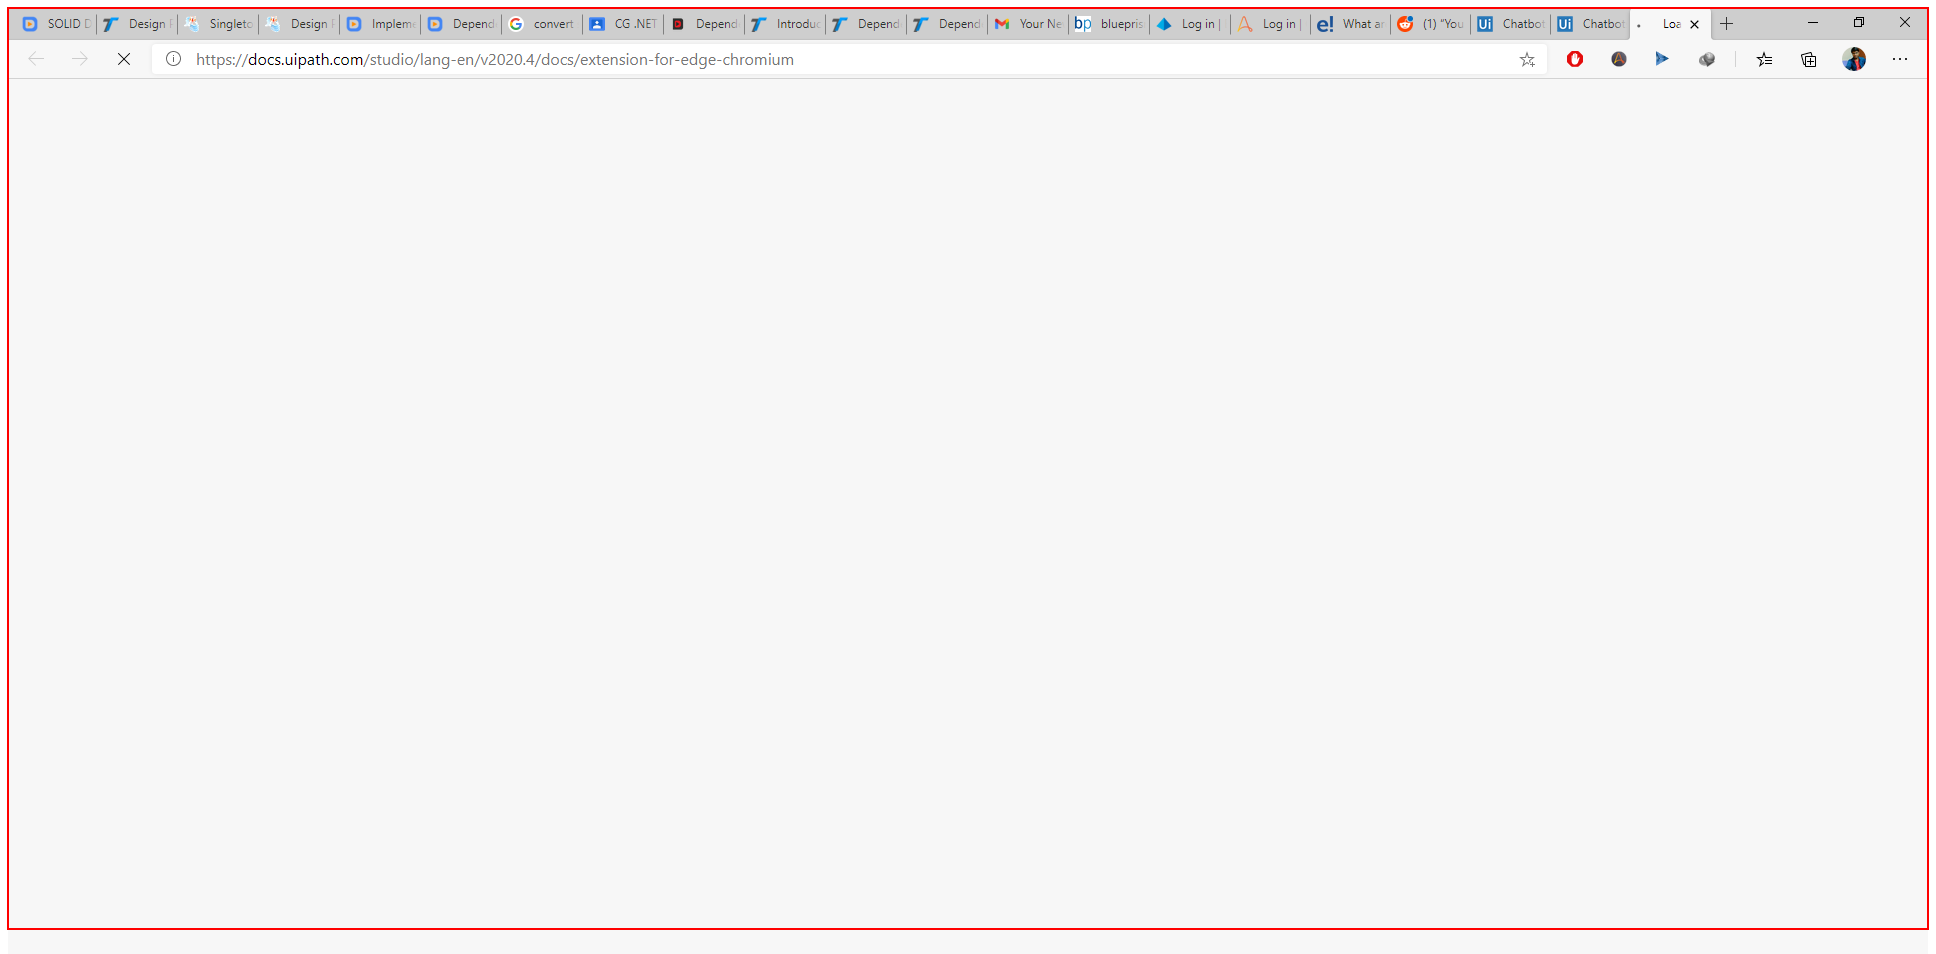 SOLID D Design P Singleto Design P Impleme Depend convert CG .NET Depend Introduc Depend Depend Your Ne bp bluepris Log in | Log in | e! What ar (1) "You Ui Chatbot Ui Chatbot Loa
https://docs.uipath.com/studio/lang-en/v2020.4/docs/extension-for-edge-chromium